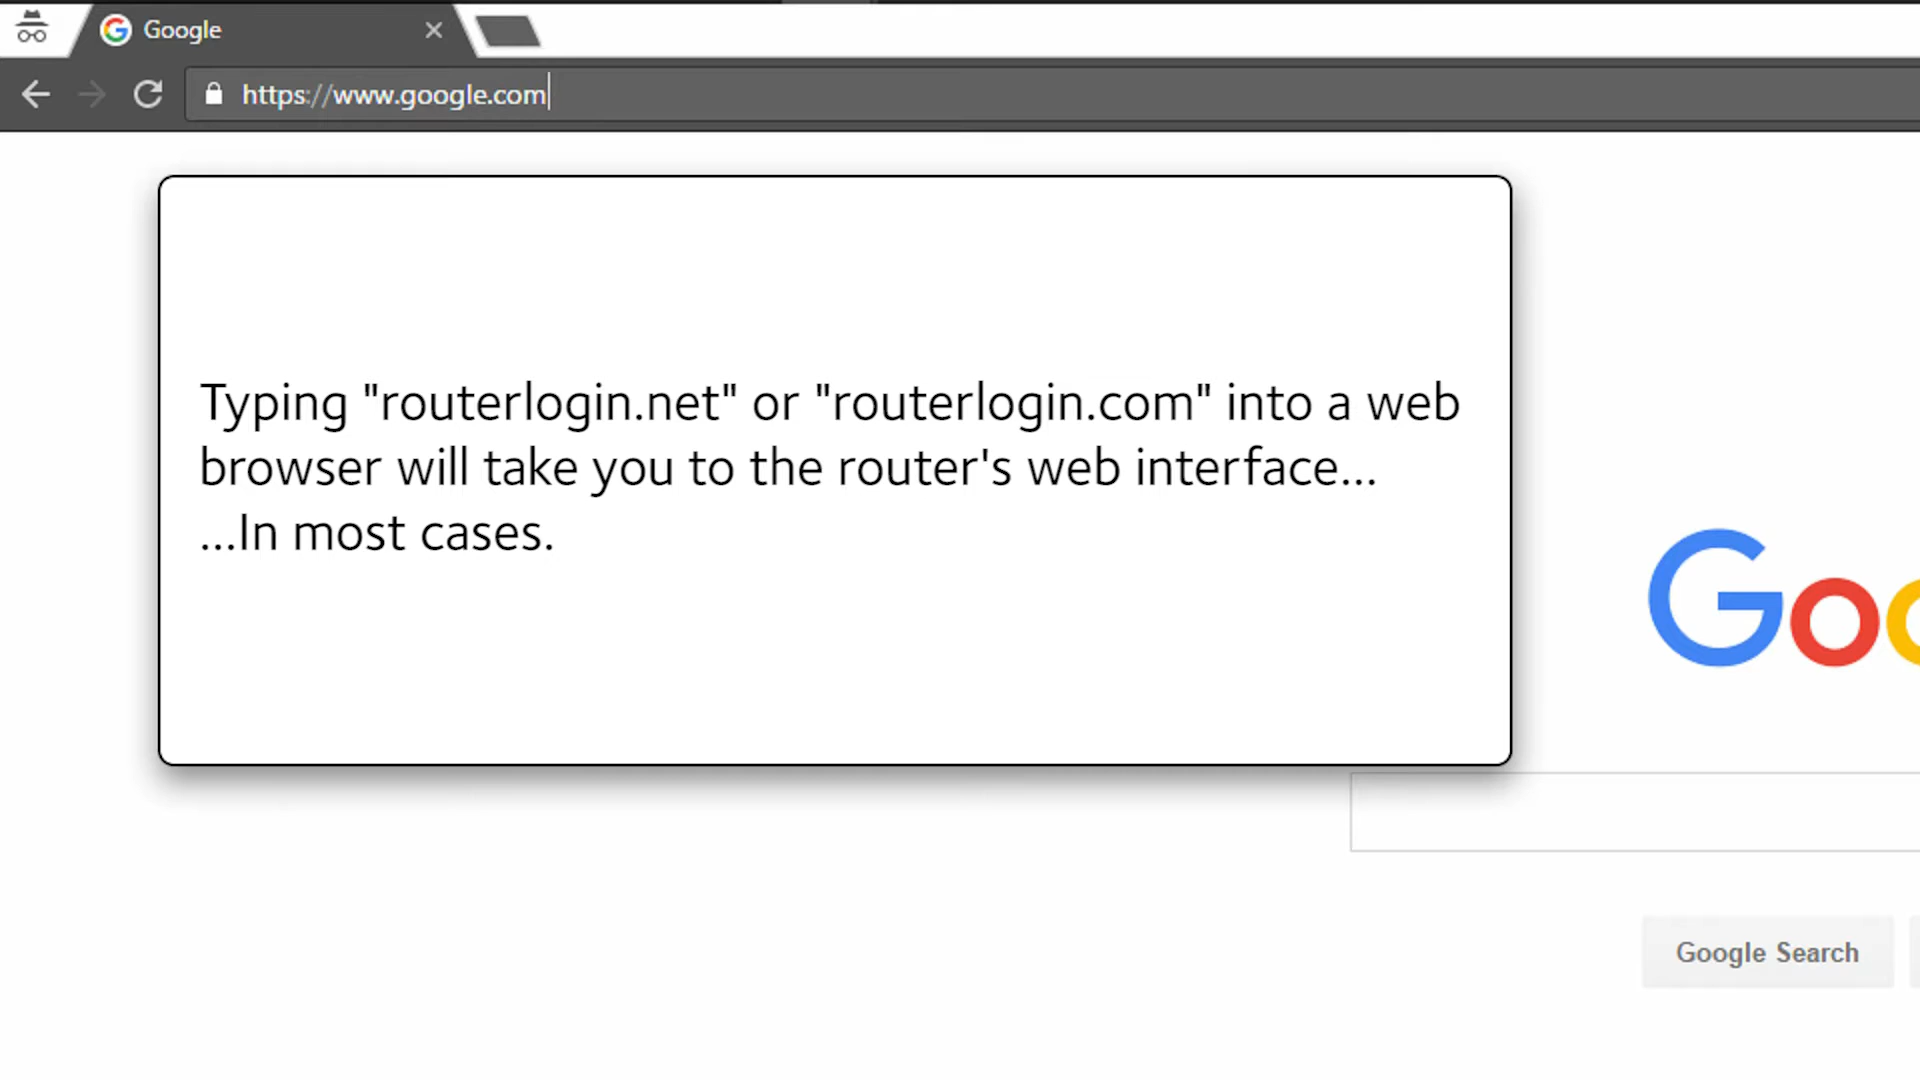 Google
https://www.google.com
Typing "routerlogin.net" or "routerlogin.com" into a web
browser will take you to the router's web interface...
...In most cases.
Goo
Google Search